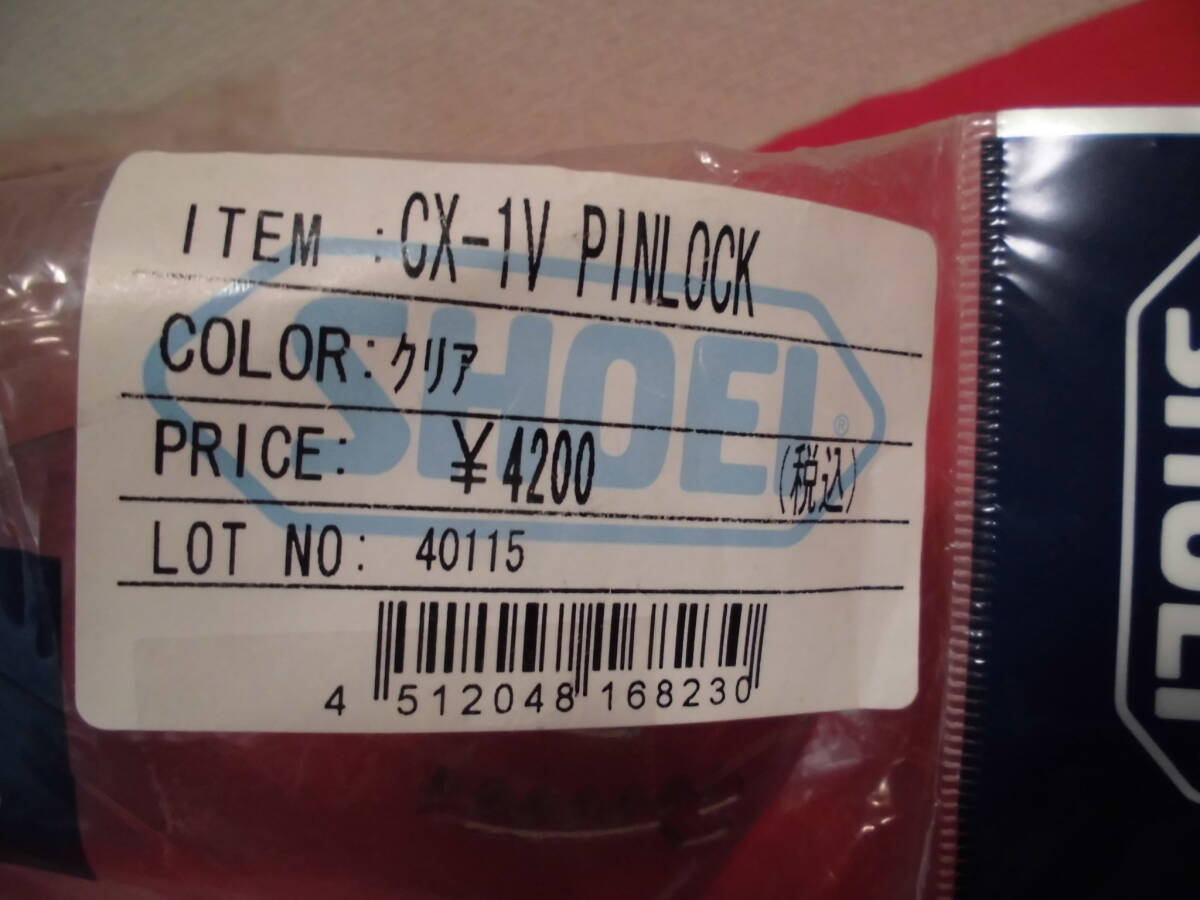 ITEM :CX-1V PINLOCK
COLOR:クリア
PRICE: ¥4200 (税込)
LOT NO: 40115
SHOEI®
4 512048 168230
SHOEI